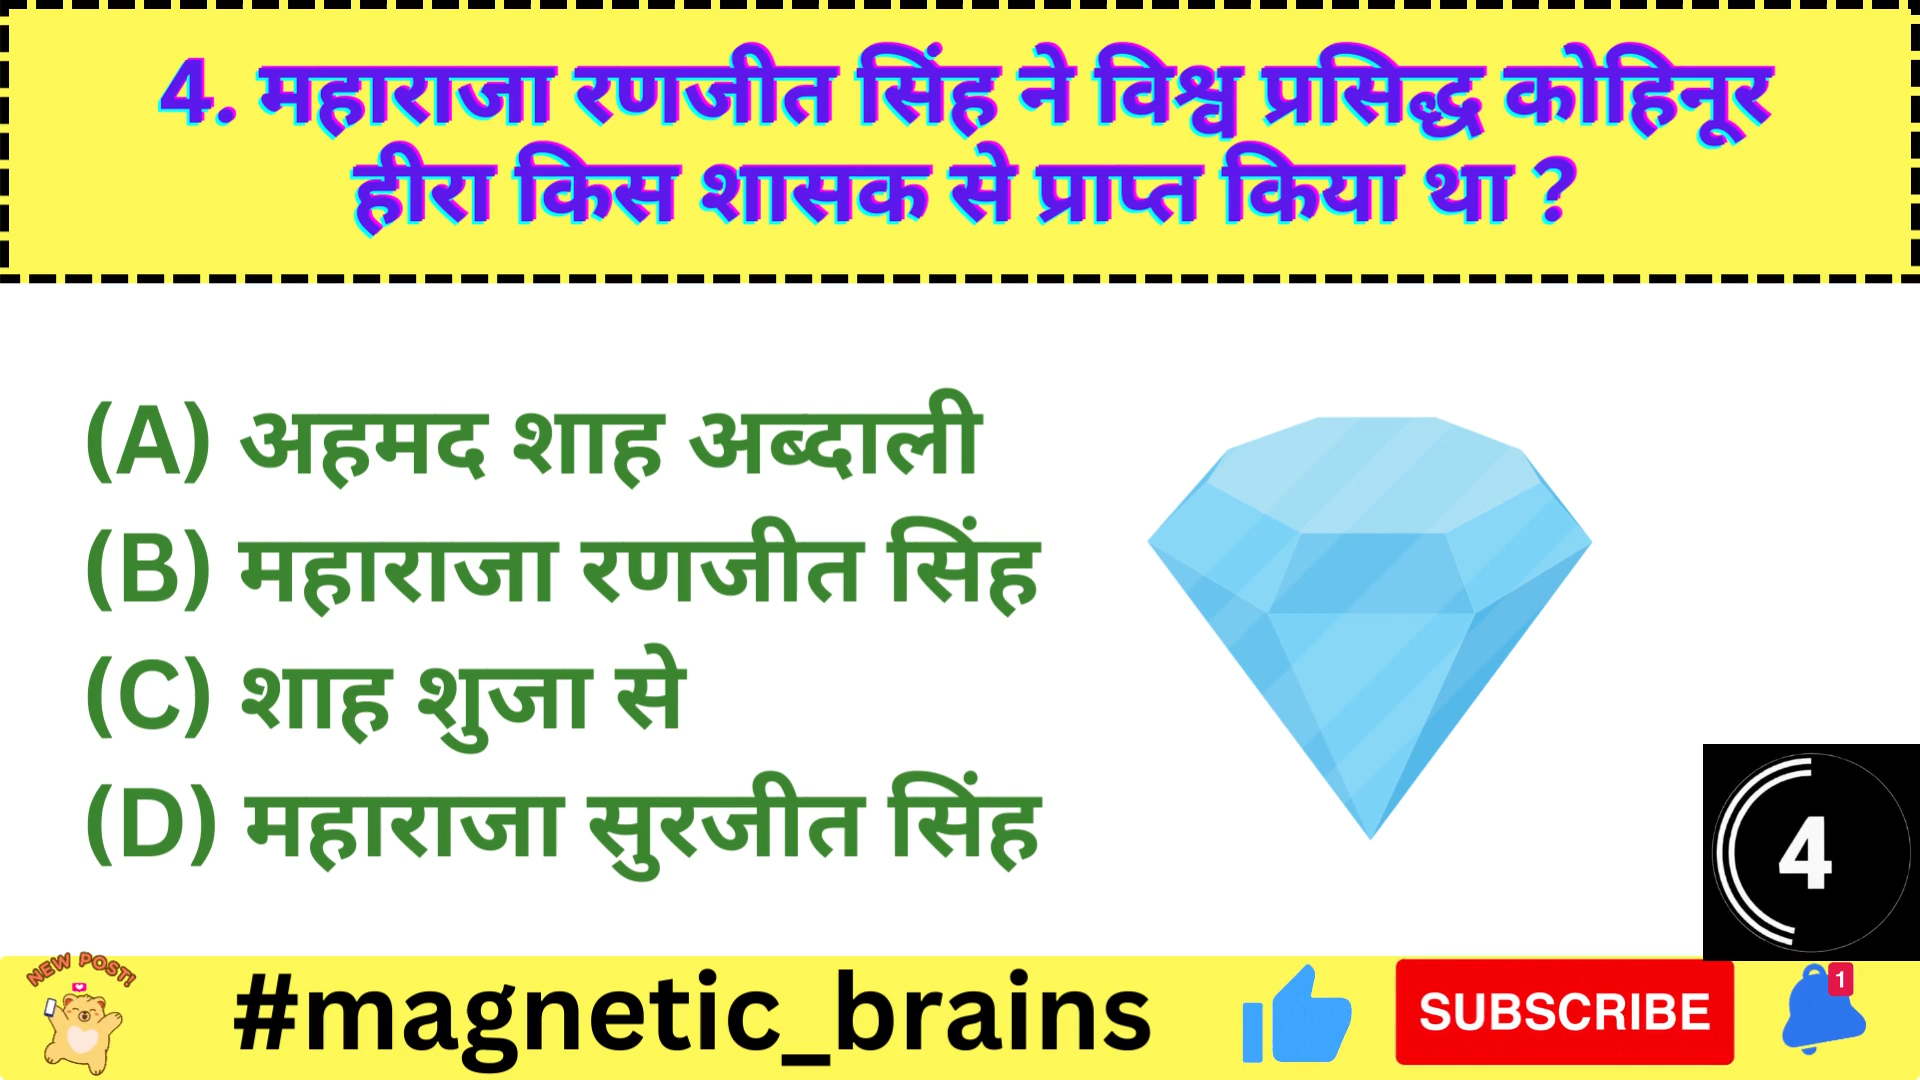 4. महाराजा रणजीत सिंह ने विश्व प्रसिद्ध कोहिनूर
हीरा किस शासक से प्राप्त किया था ?
(A) अहमद शाह अब्दाली
(B) महाराजा रणजीत सिंह
(C) शाह शुजा से
(D) महाराजा सुरजीत सिंह
4
NEW POST!
#magnetic_brains
SUBSCRIBE
1